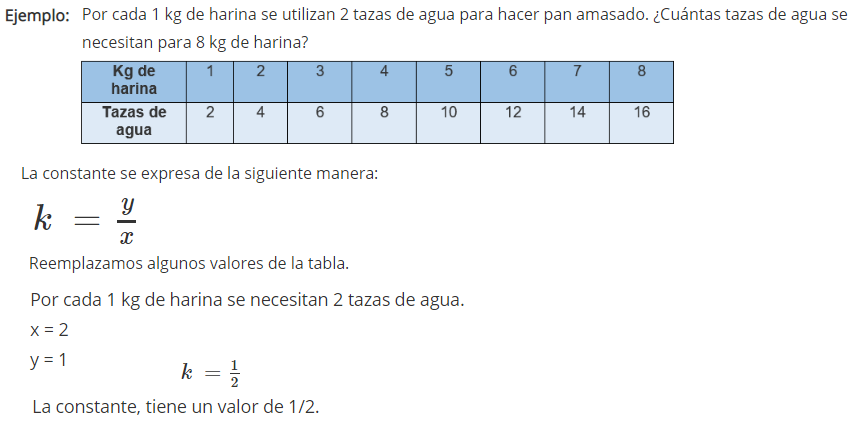 Ejemplo: Por cada 1 kg de harina se utilizan 2 tazas de agua para hacer pan amasado. ¿Cuántas tazas de agua se
necesitan para 8 kg de harina?
Kg de harina 1 2 3 4 5 6 7 8
Tazas de agua 2 4 6 8 10 12 14 16
La constante se expresa de la siguiente manera:
k = y/x
Reemplazamos algunos valores de la tabla.
Por cada 1 kg de harina se necesitan 2 tazas de agua.
x = 2
y = 1
k = 1/2
La constante, tiene un valor de 1/2.